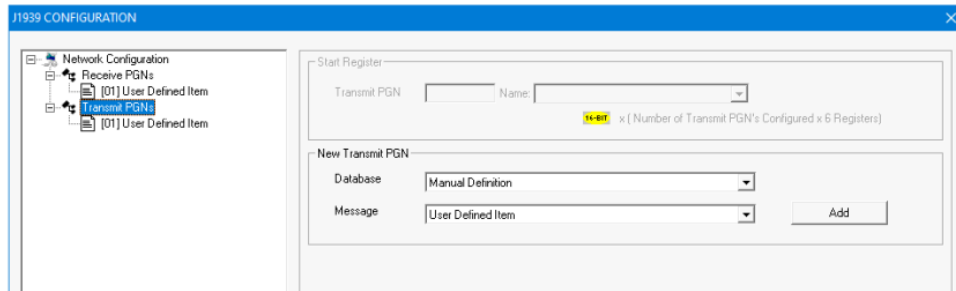 J1939 CONFIGURATION
Network Configuration
Receive PGNs
[01] User Defined Item
Transmit PGNs
[01] User Defined Item
Start Register
Transmit PGN Name:
16-BIT x ( Number of Transmit PGN's Configured x 6 Registers)
New Transmit PGN
Database Manual Definition
Message User Defined Item Add